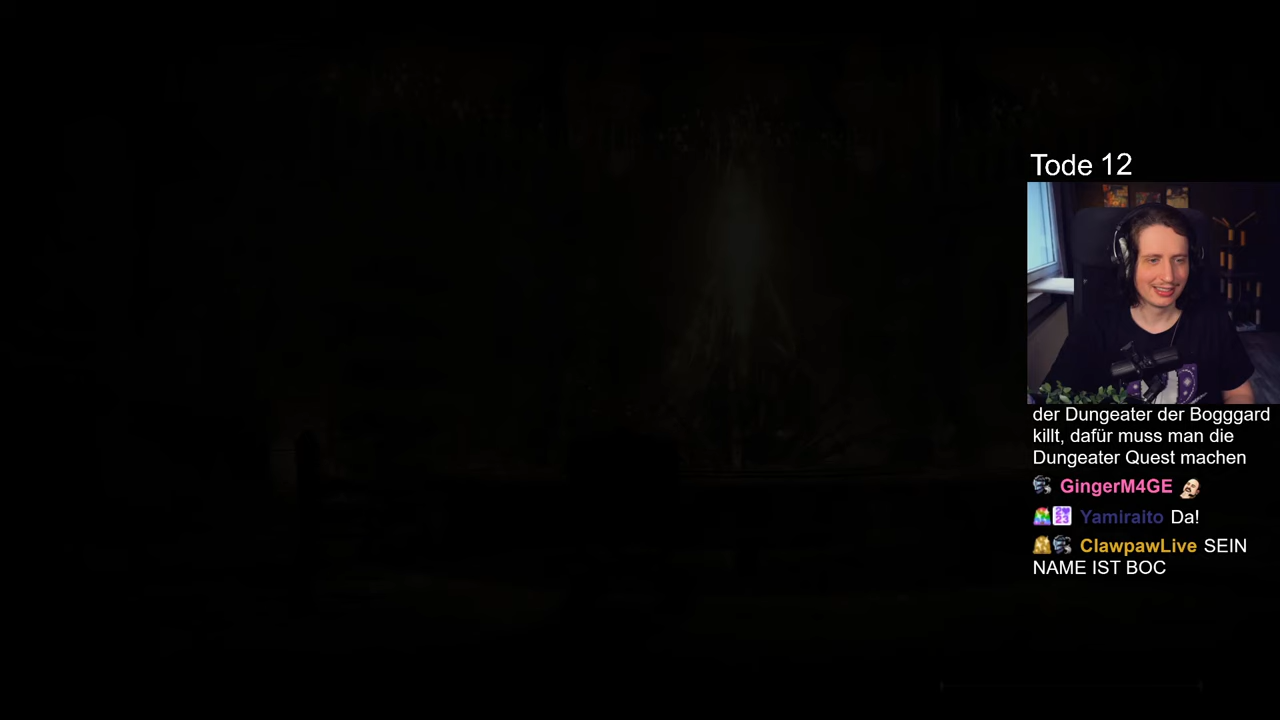 Tode 12
der Dungeater der Bogggard
killt, dafür muss man die
Dungeater Quest machen
GingerM4GE
Yamiraito Da!
ClawpawLive SEIN
NAME IST BOC